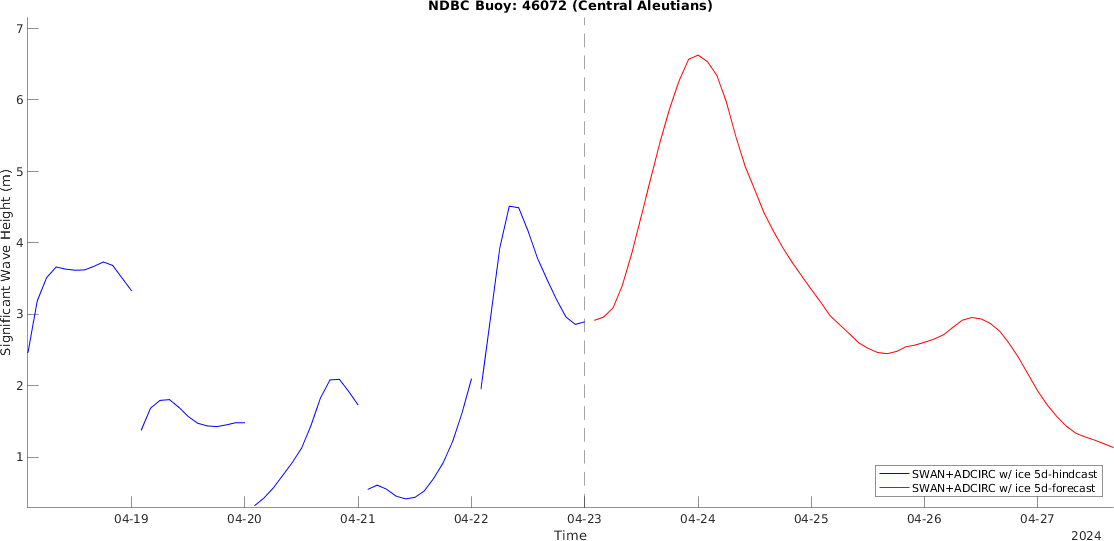 NDBC Buoy: 46072 (Central Aleutians)
7
6
5
4
3
2
1
Significant Wave Height (m)
SWAN+ADCIRC w/ ice 5d-hindcast
SWAN+ADCIRC w/ ice 5d-forecast
04-19 04-20 04-21 04-22 04-23 04-24 04-25 04-26 04-27
Time
2024